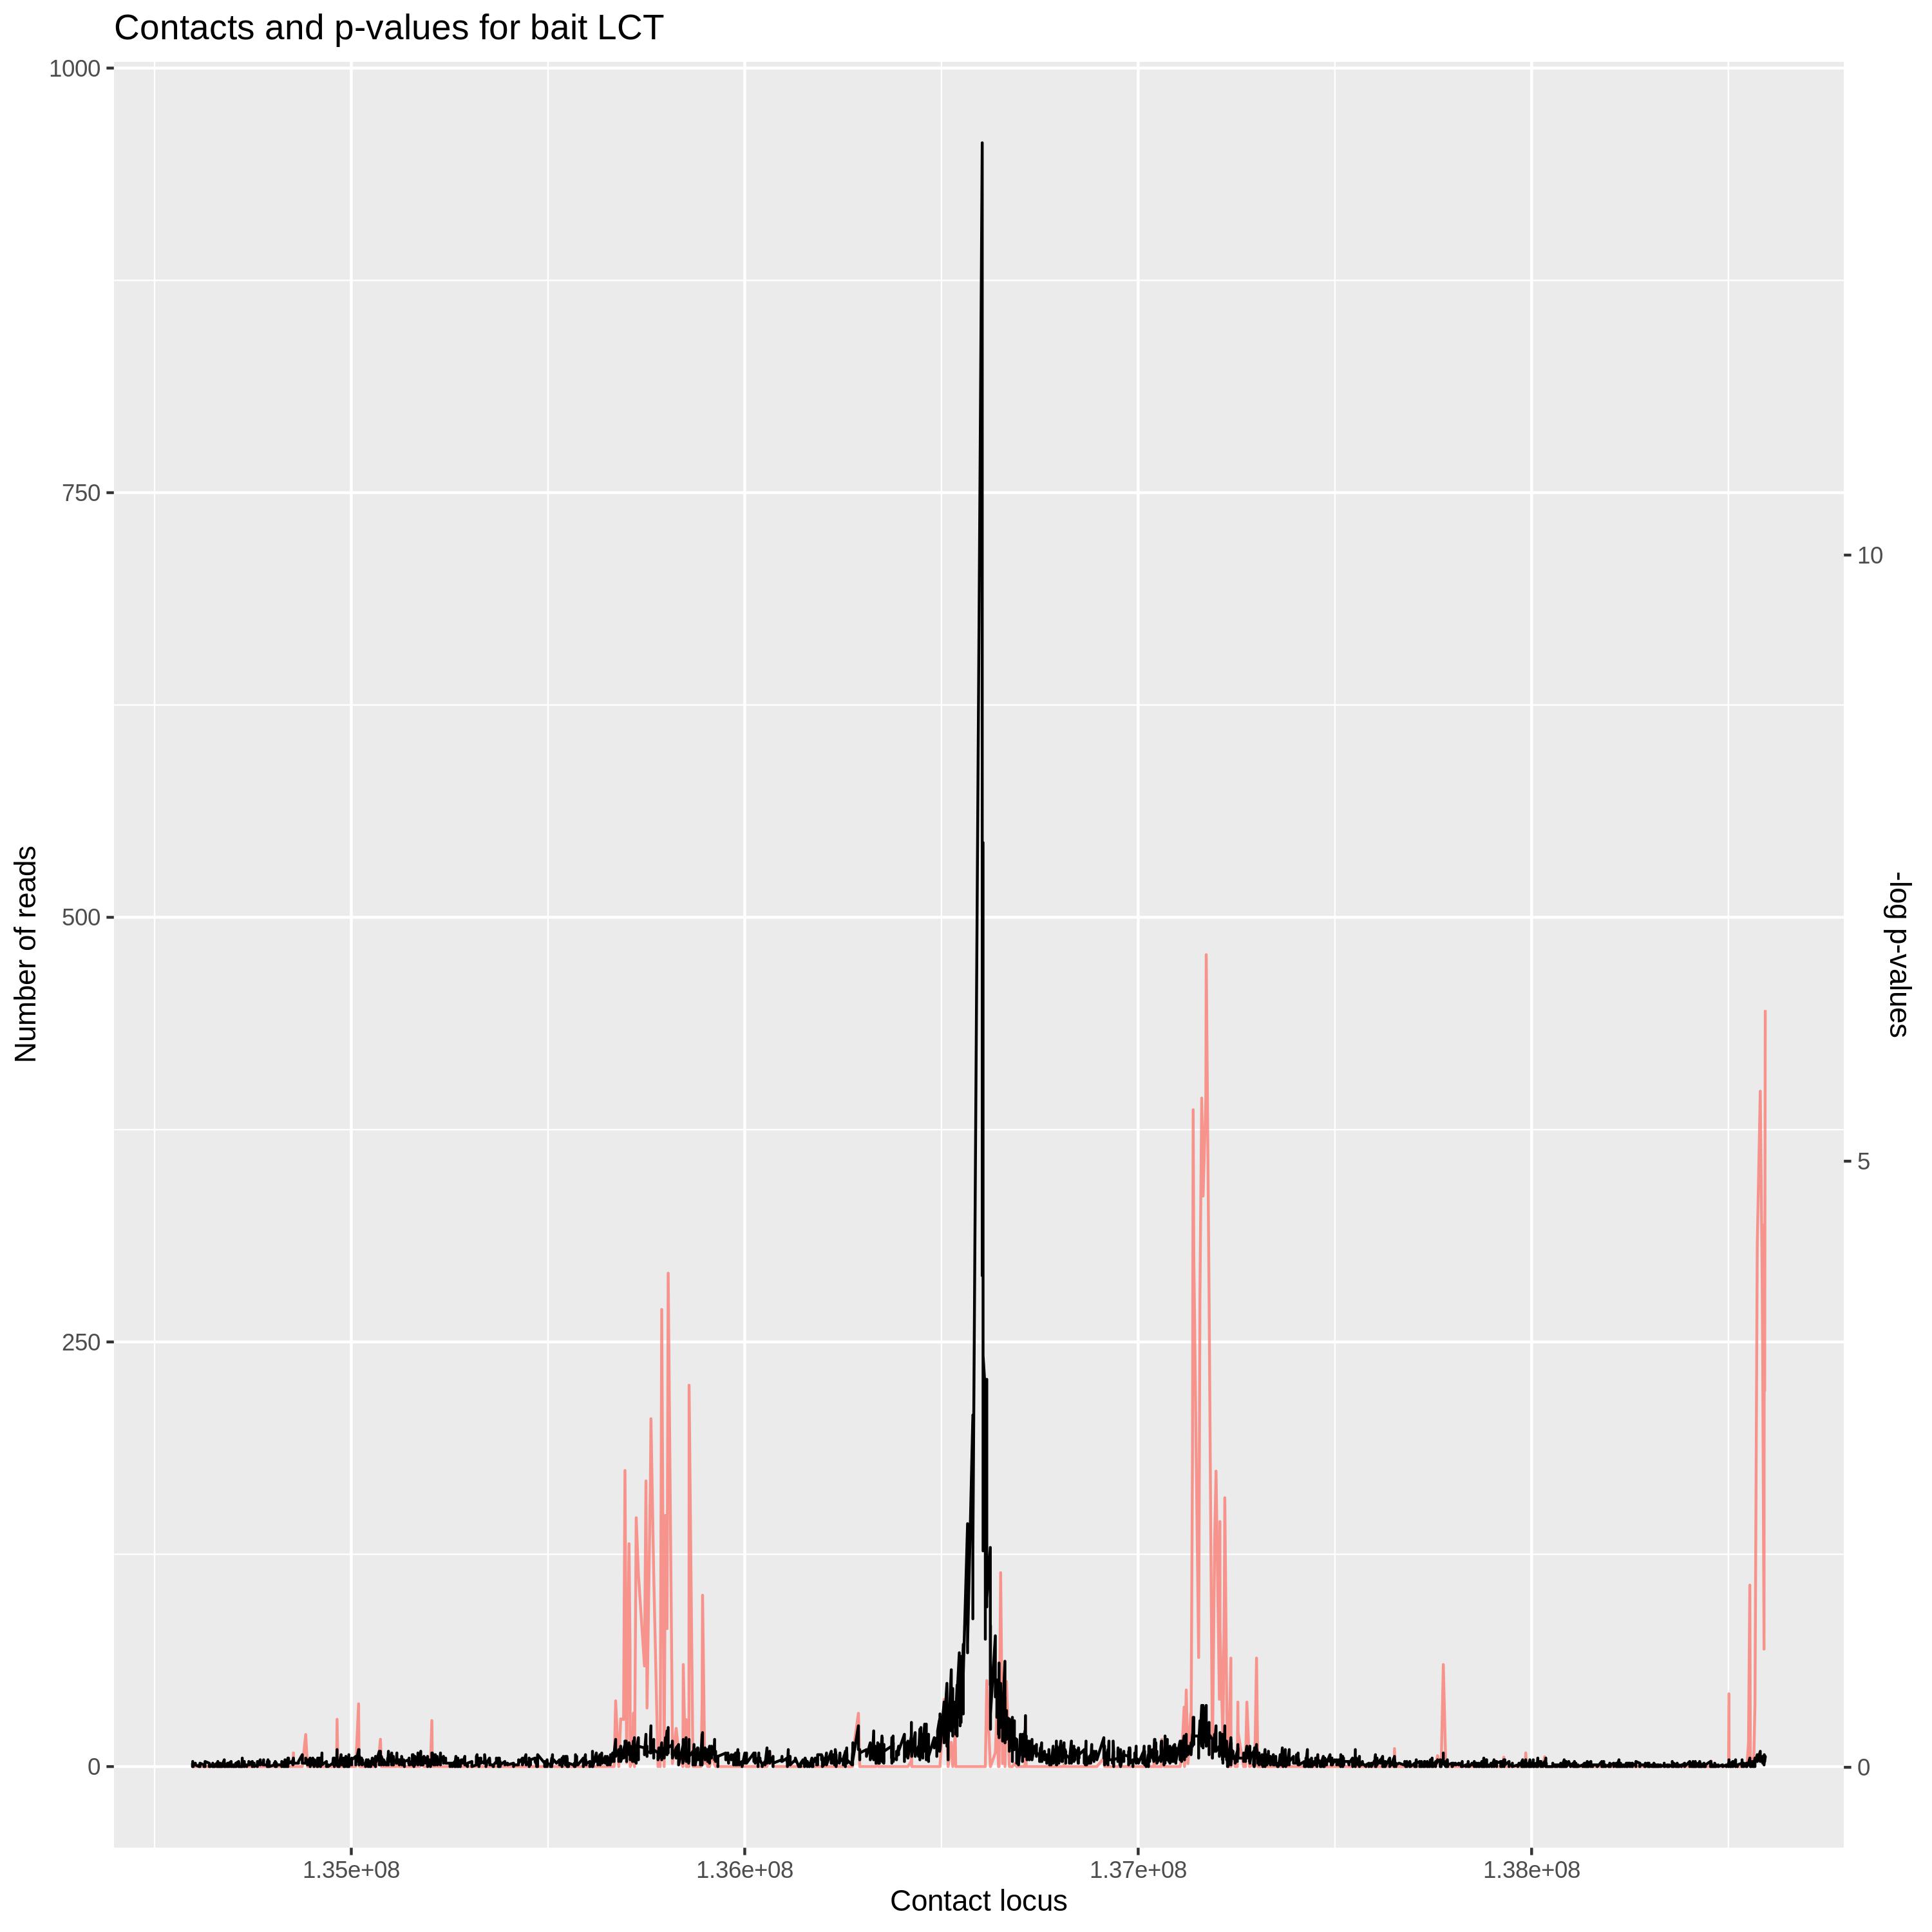 Contacts and p-values for bait LCT
1000
750
500
250
0
Number of reads
10
5
0
-log p-values
1.35e+08
1.36e+08
1.37e+08
1.38e+08
Contact locus